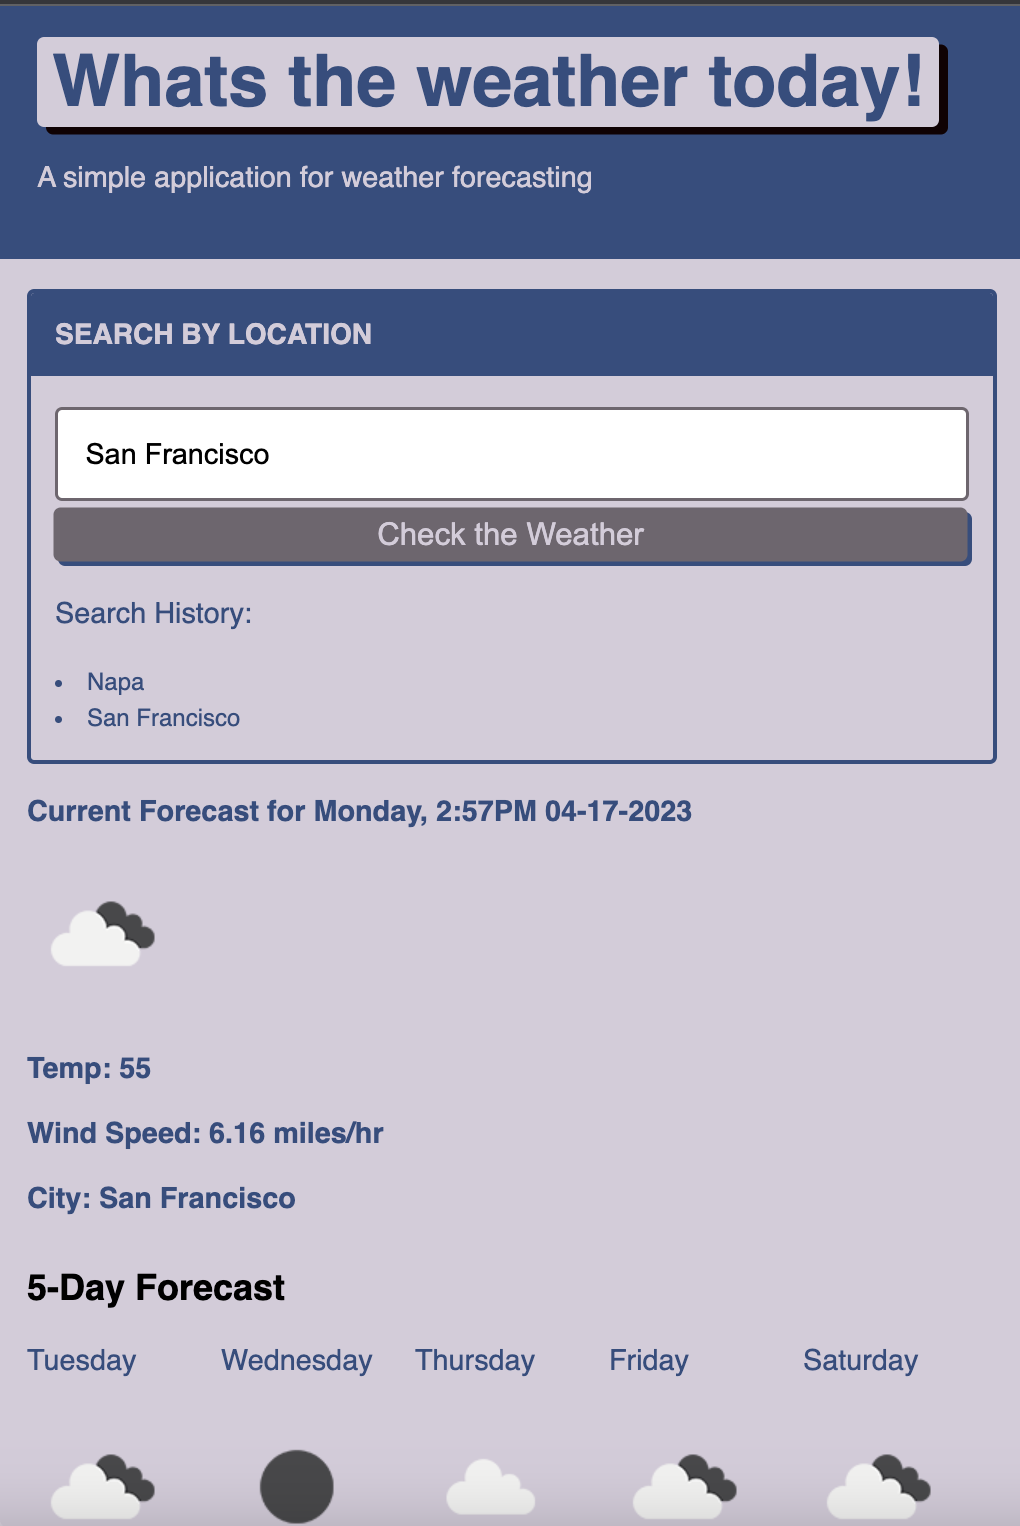 Whats the weather today!
A simple application for weather forecasting
SEARCH BY LOCATION
San Francisco
Check the Weather
Search History:
• Napa
• San Francisco
Current Forecast for Monday, 2:57PM 04-17-2023
Temp: 55
Wind Speed: 6.16 miles/hr
City: San Francisco
5-Day Forecast
Tuesday Wednesday Thursday Friday Saturday